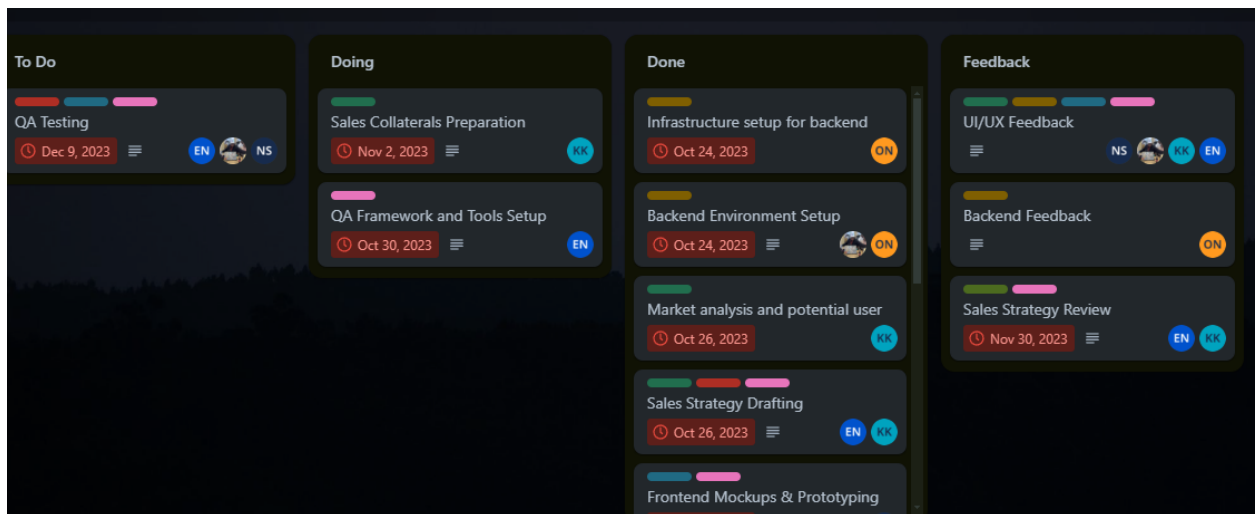 To Do
QA Testing
Dec 9, 2023
EN
NS
Doing
Sales Collaterals Preparation
Nov 2, 2023
KK
QA Framework and Tools Setup
Oct 30, 2023
EN
Done
Infrastructure setup for backend
Oct 24, 2023
ON
Backend Environment Setup
Oct 24, 2023
ON
Market analysis and potential user
Oct 26, 2023
KK
Sales Strategy Drafting
Oct 26, 2023
EN KK
Frontend Mockups & Prototyping
Feedback
UI/UX Feedback
NS
KK EN
Backend Feedback
ON
Sales Strategy Review
Nov 30, 2023
EN KK